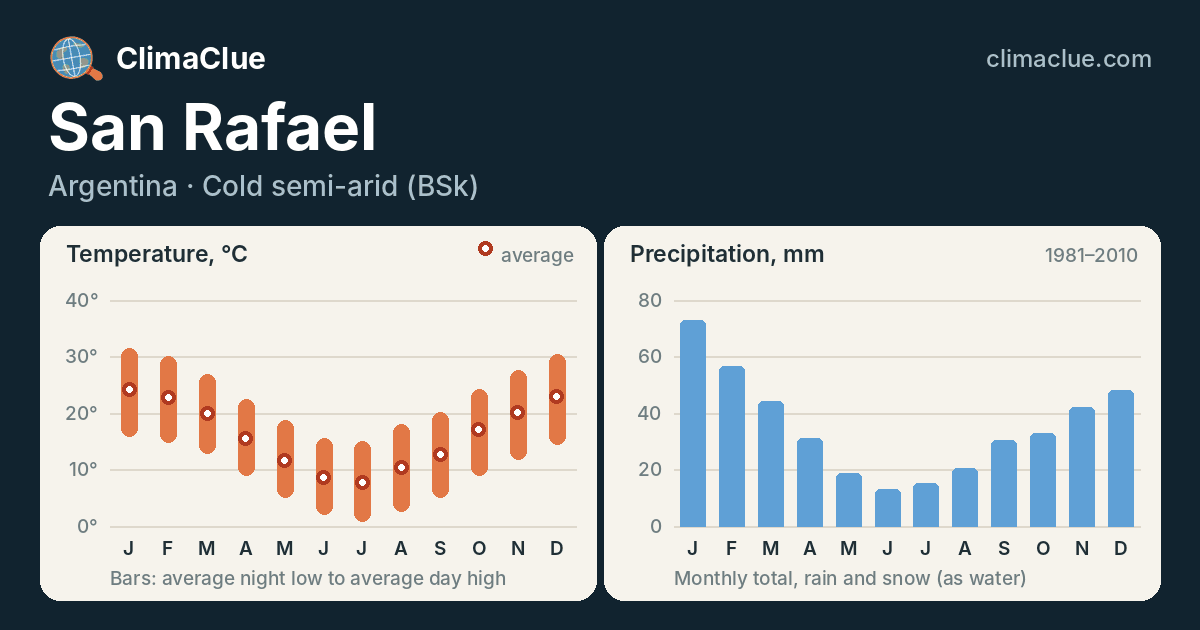 ClimaClue
climaclue.com
San Rafael
Argentina · Cold semi-arid (BSk)
Temperature, °C
average
40°
30°
20°
10°
0°
J F M A M J J A S O N D
Bars: average night low to average day high
Precipitation, mm
1981–2010
80
60
40
20
0
J F M A M J J A S O N D
Monthly total, rain and snow (as water)